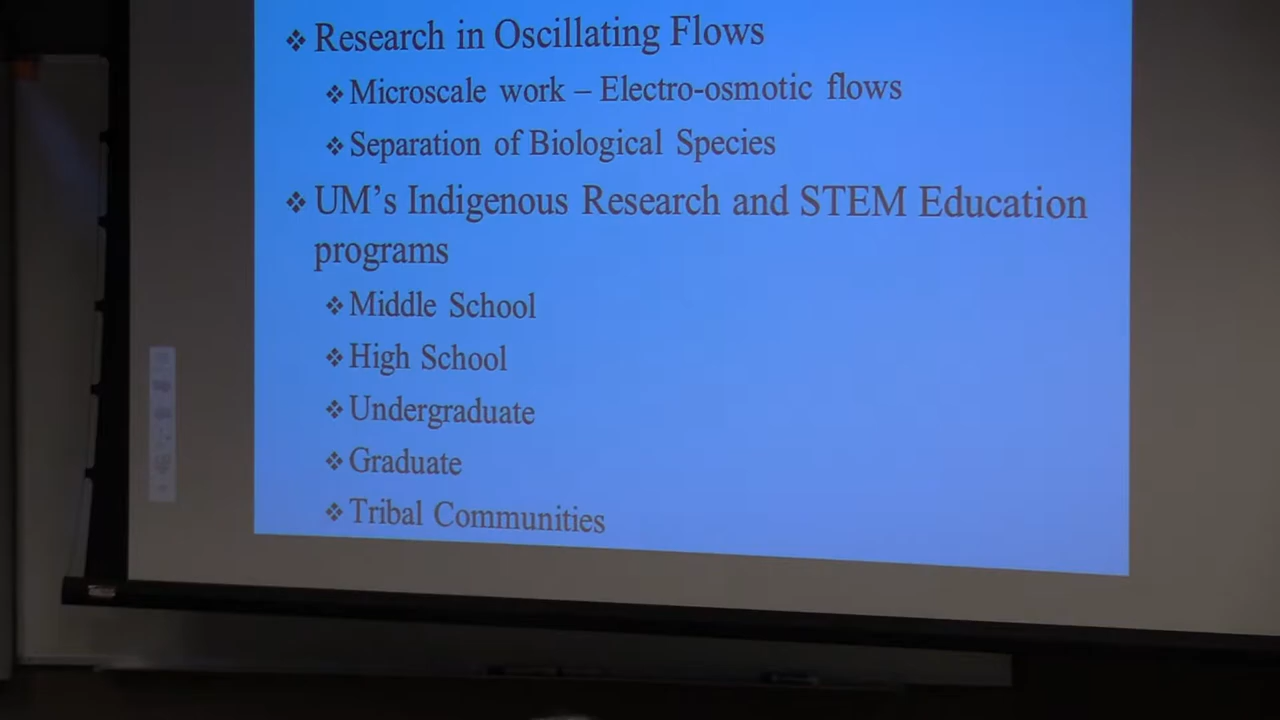 ❖ Research in Oscillating Flows
❖ Microscale work – Electro-osmotic flows
❖ Separation of Biological Species
❖ UM’s Indigenous Research and STEM Education
programs
❖ Middle School
❖ High School
❖ Undergraduate
❖ Graduate
❖ Tribal Communities